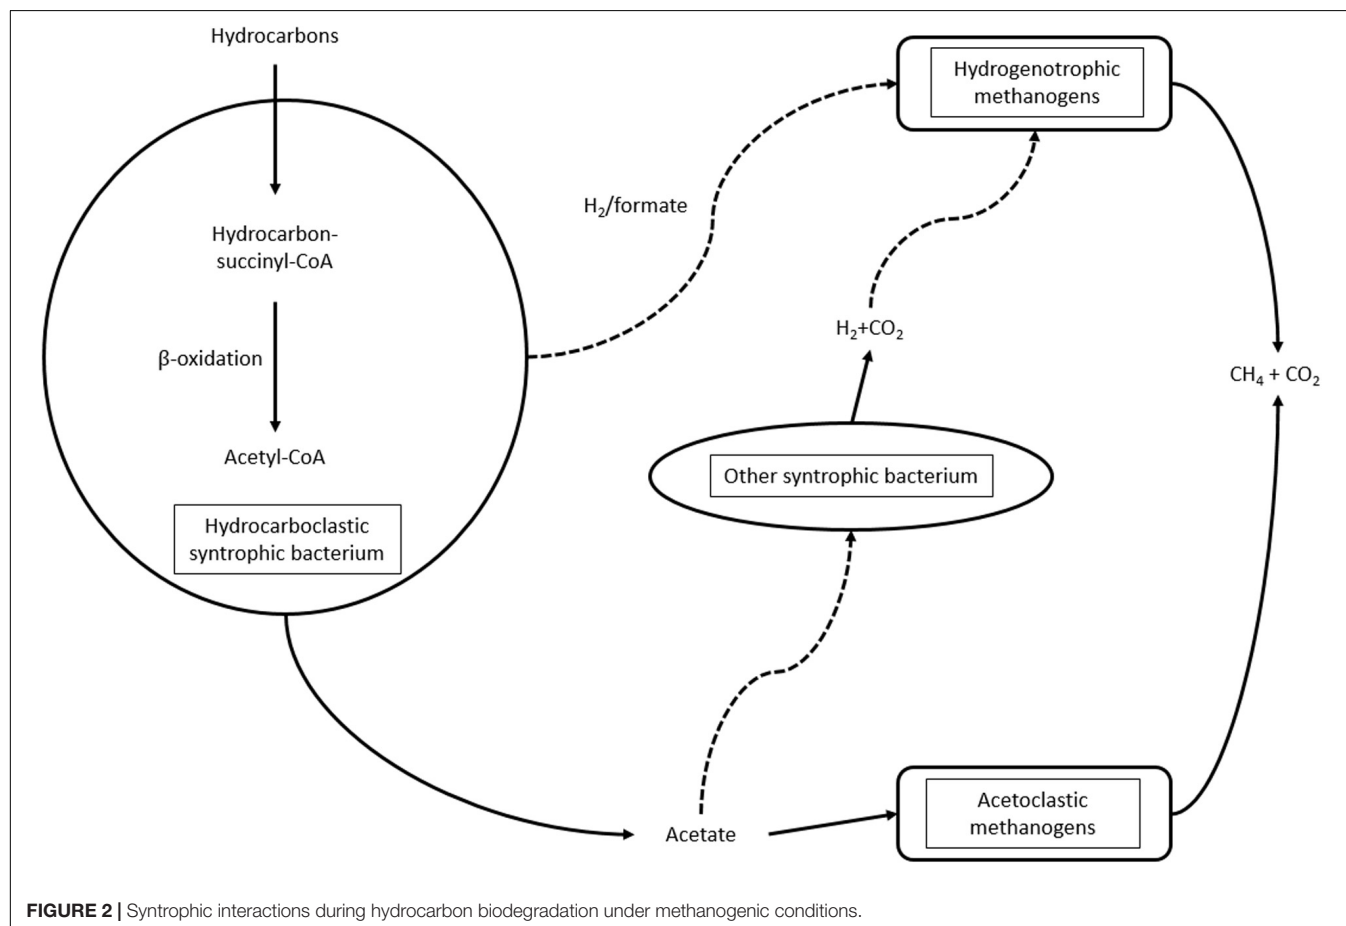 Hydrocarbons
Hydrocarbon-
succinyl-CoA
β-oxidation
Acetyl-CoA
Hydrocarboclastic
syntrophic bacterium
H₂/formate
Hydrogenotrophic
methanogens
H₂+CO₂
CH₄ + CO₂
Other syntrophic bacterium
Acetate
Acetoclastic
methanogens
FIGURE 2 | Syntrophic interactions during hydrocarbon biodegradation under methanogenic conditions.